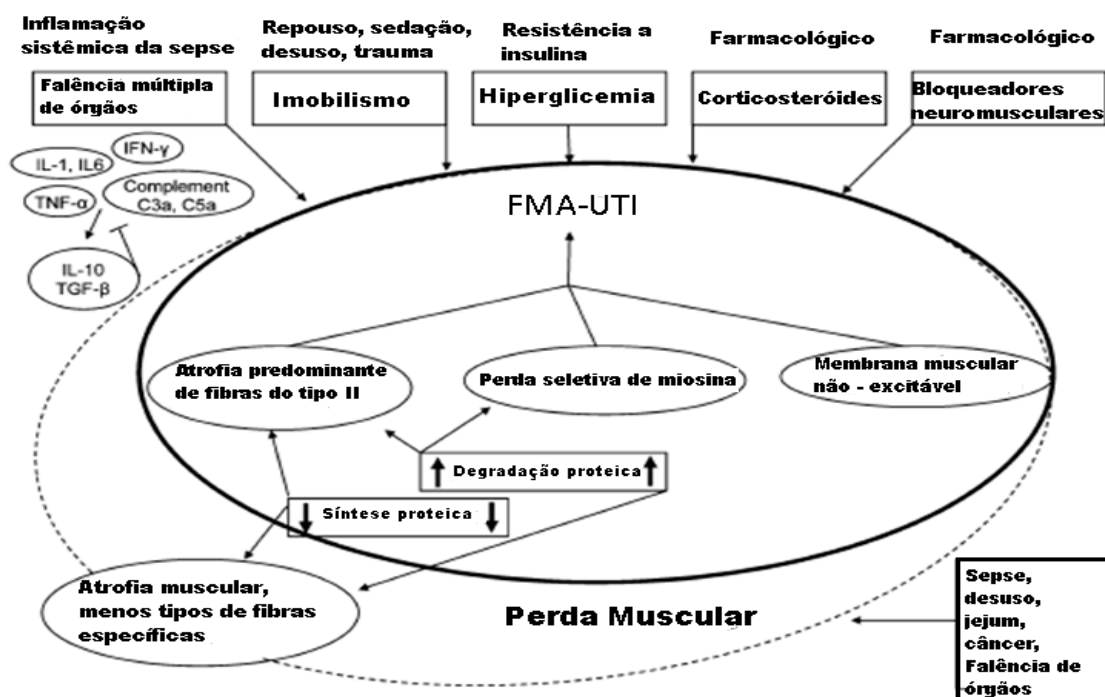 Inflamação
sistêmica da sepse
Repouso, sedação,
desuso, trauma
Resistência a
insulina
Farmacológico
Farmacológico
Falência múltipla
de órgãos
Imobilismo
Hiperglicemia
Corticosteróides
Bloqueadores
neuromusculares
IFN-γ
IL-1, IL6
TNF-α
Complement
C3a, C5a
IL-10
TGF-β
FMA-UTI
Atrofia predominante
de fibras do tipo II
Perda seletiva de miosina
Membrana muscular
não - excitável
Degradação proteica
Síntese proteica
Atrofia muscular,
menos tipos de fibras
específicas
Perda Muscular
Sepse,
desuso,
jejum,
câncer,
Falência de
órgãos